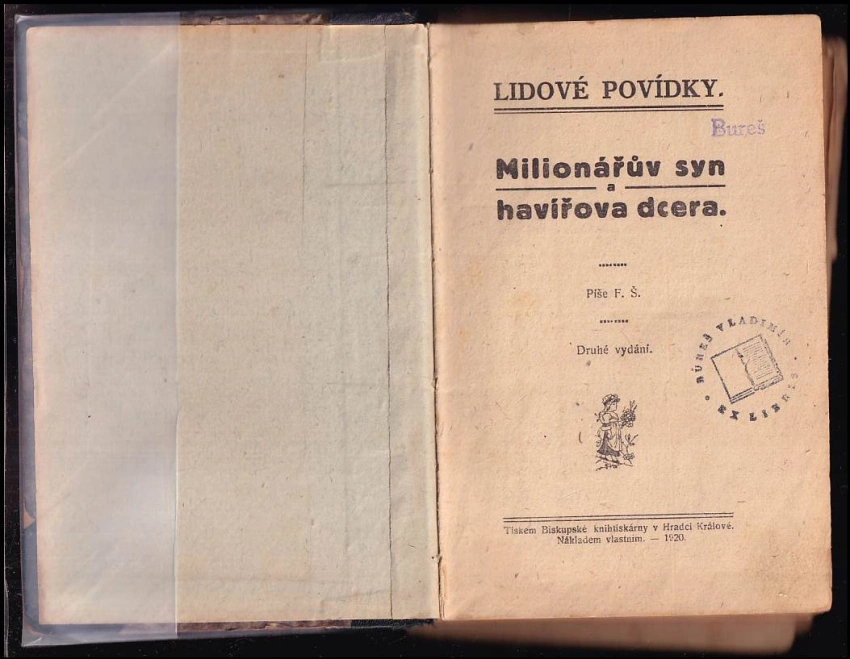 LIDOVÉ POVÍDKY.
Bureš
Milionářův syn
a
havířova dcera.
Píše F. Š.
Druhé vydání.
BUREŠ VLADIMÍR
EX LIBRIS
Tiskem Biskupské knihtiskárny v Hradci Králové.
Nákladem vlastním. — 1920.